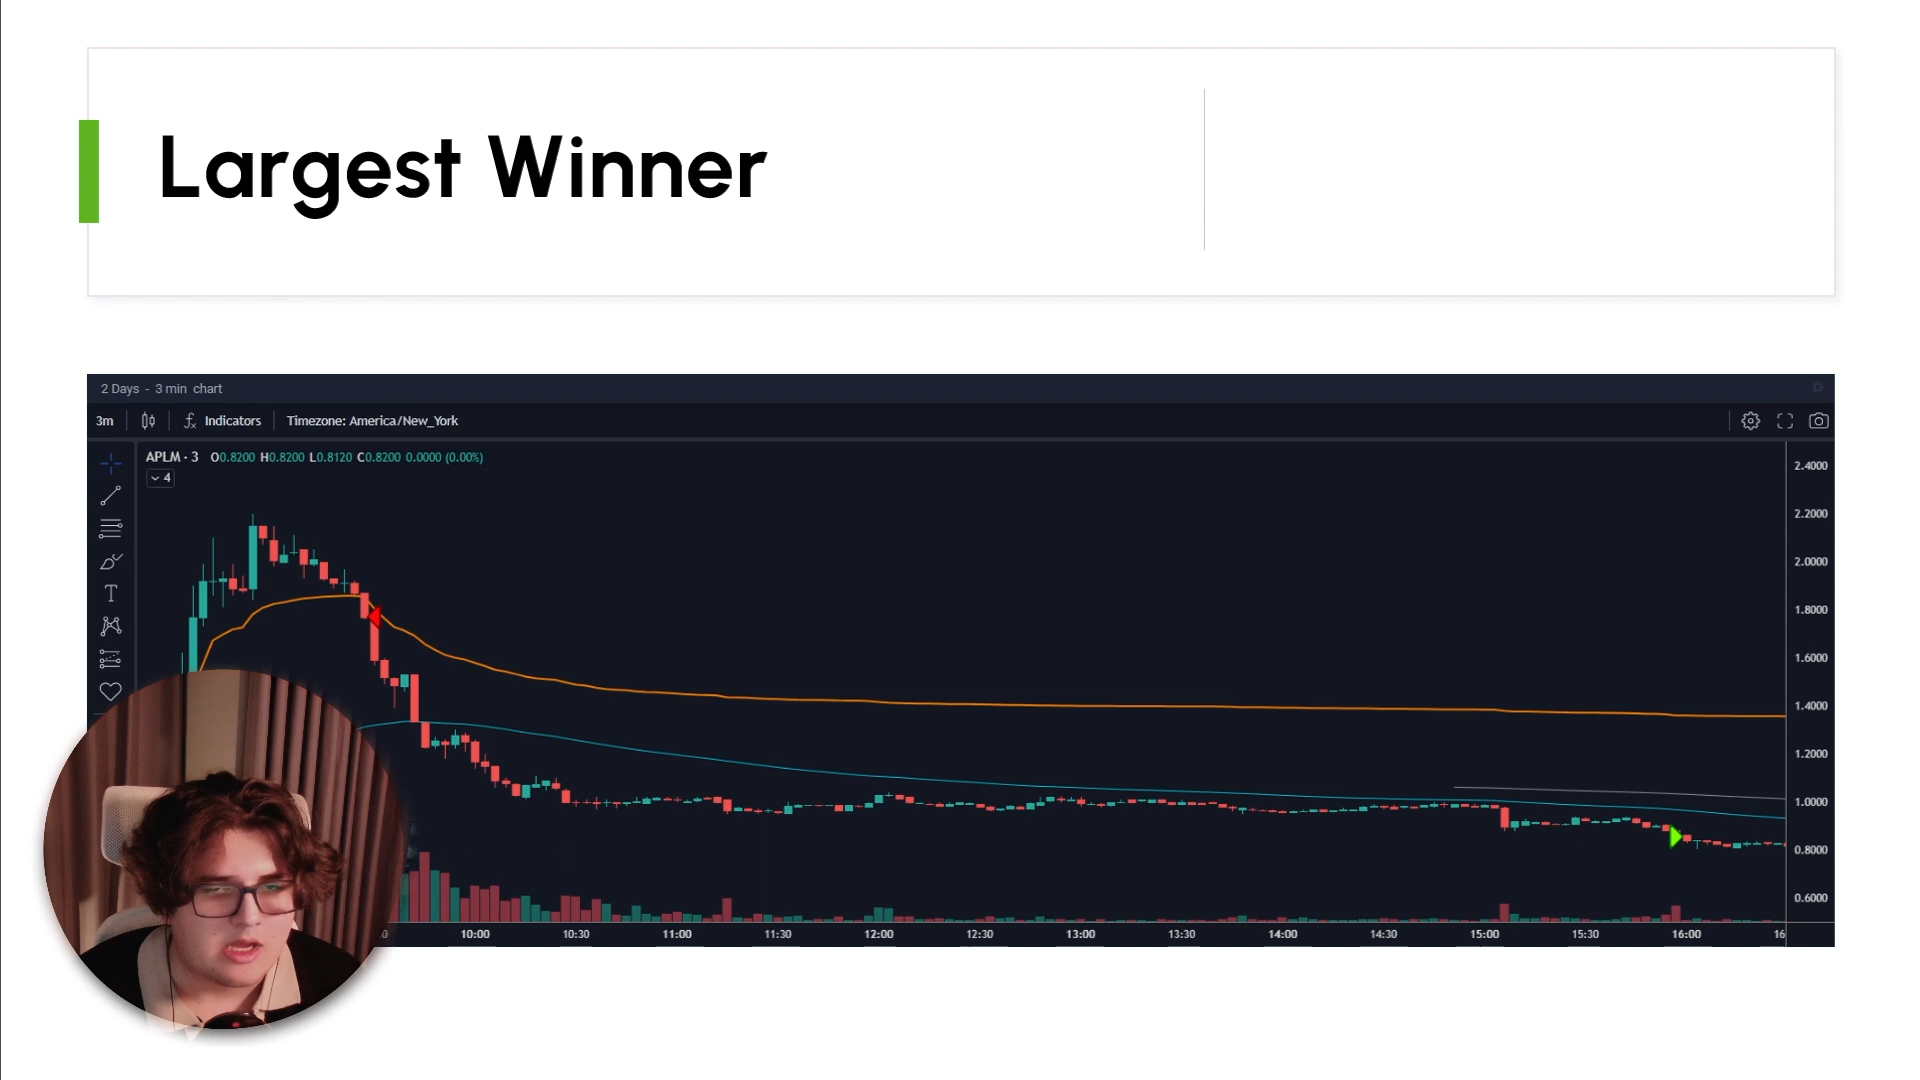 Largest Winner
2 Days - 3 min chart
3m Indicators Timezone: America/New_York
APLM · 3 O0.8200 H0.8200 L0.8120 C0.8200 0.0000 (0.00%)
4
2.4000
2.2000
2.0000
1.8000
1.6000
1.4000
1.2000
1.0000
0.8000
0.6000
10:00 10:30 11:00 11:30 12:00 12:30 13:00 13:30 14:00 14:30 15:00 15:30 16:00 16